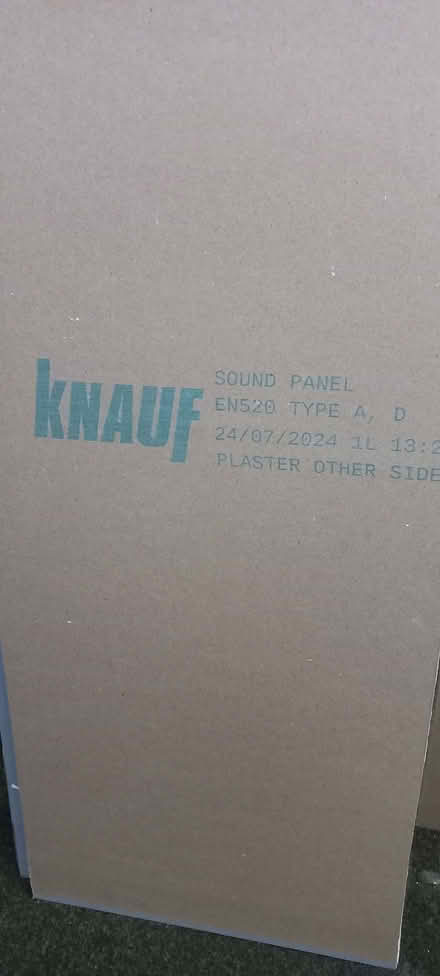 KNAUF
SOUND PANEL
EN520 TYPE A, D
24/07/2024 1L 13:2
PLASTER OTHER SIDE